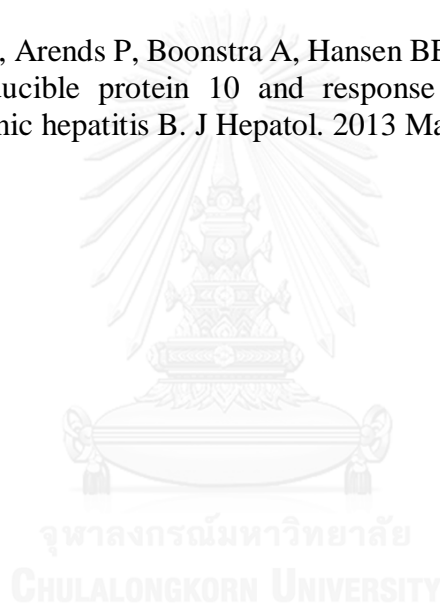 , Arends P, Boonstra A, Hansen BE
ucible protein 10 and response
nic hepatitis B. J Hepatol. 2013 Ma
จุฬาลงกรณ์มหาวิทยาลัย
CHULALONGKORN UNIVERSITY